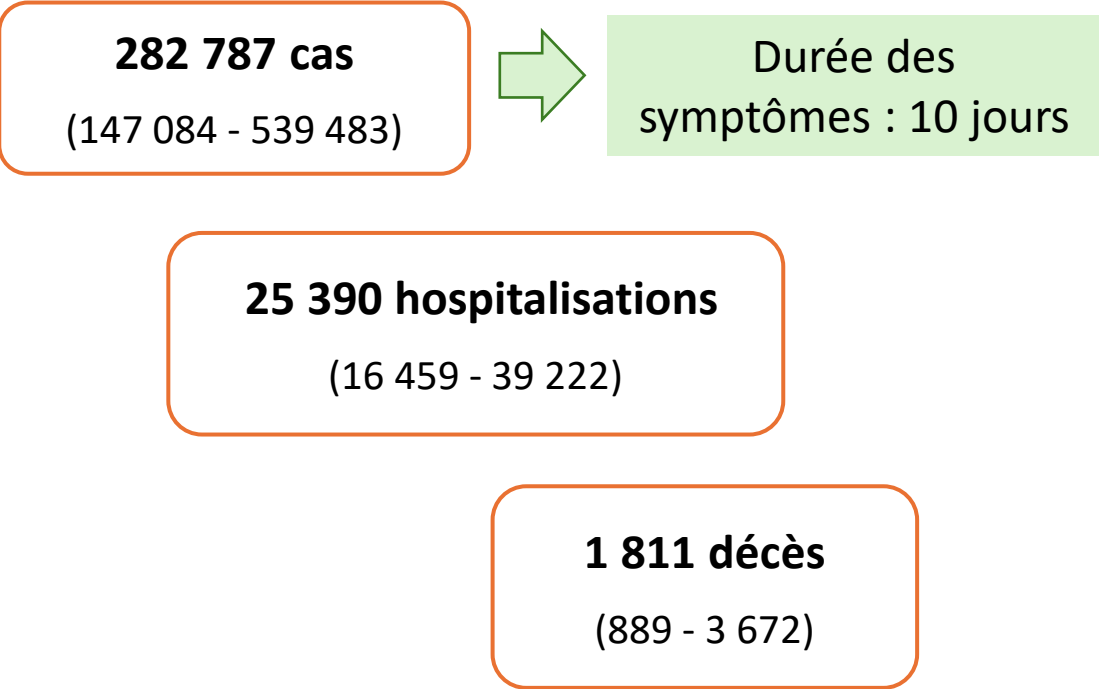 282 787 cas
(147 084 - 539 483)
Durée des
symptômes : 10 jours
25 390 hospitalisations
(16 459 - 39 222)
1 811 décès
(889 - 3 672)